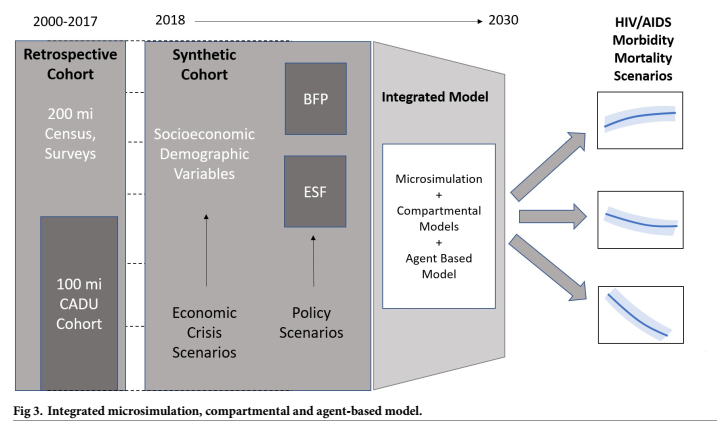 2000-2017
2018
2030
Retrospective
Cohort
200 mi
Census,
Surveys
100 mi
CADU
Cohort
Synthetic
Cohort
Socioeconomic
Demographic
Variables
Economic
Crisis
Scenarios
BFP
ESF
Policy
Scenarios
Integrated Model
Microsimulation
+
Compartmental
Models
+
Agent Based
Model
HIV/AIDS
Morbidity
Mortality
Scenarios
Fig 3. Integrated microsimulation, compartmental and agent-based model.